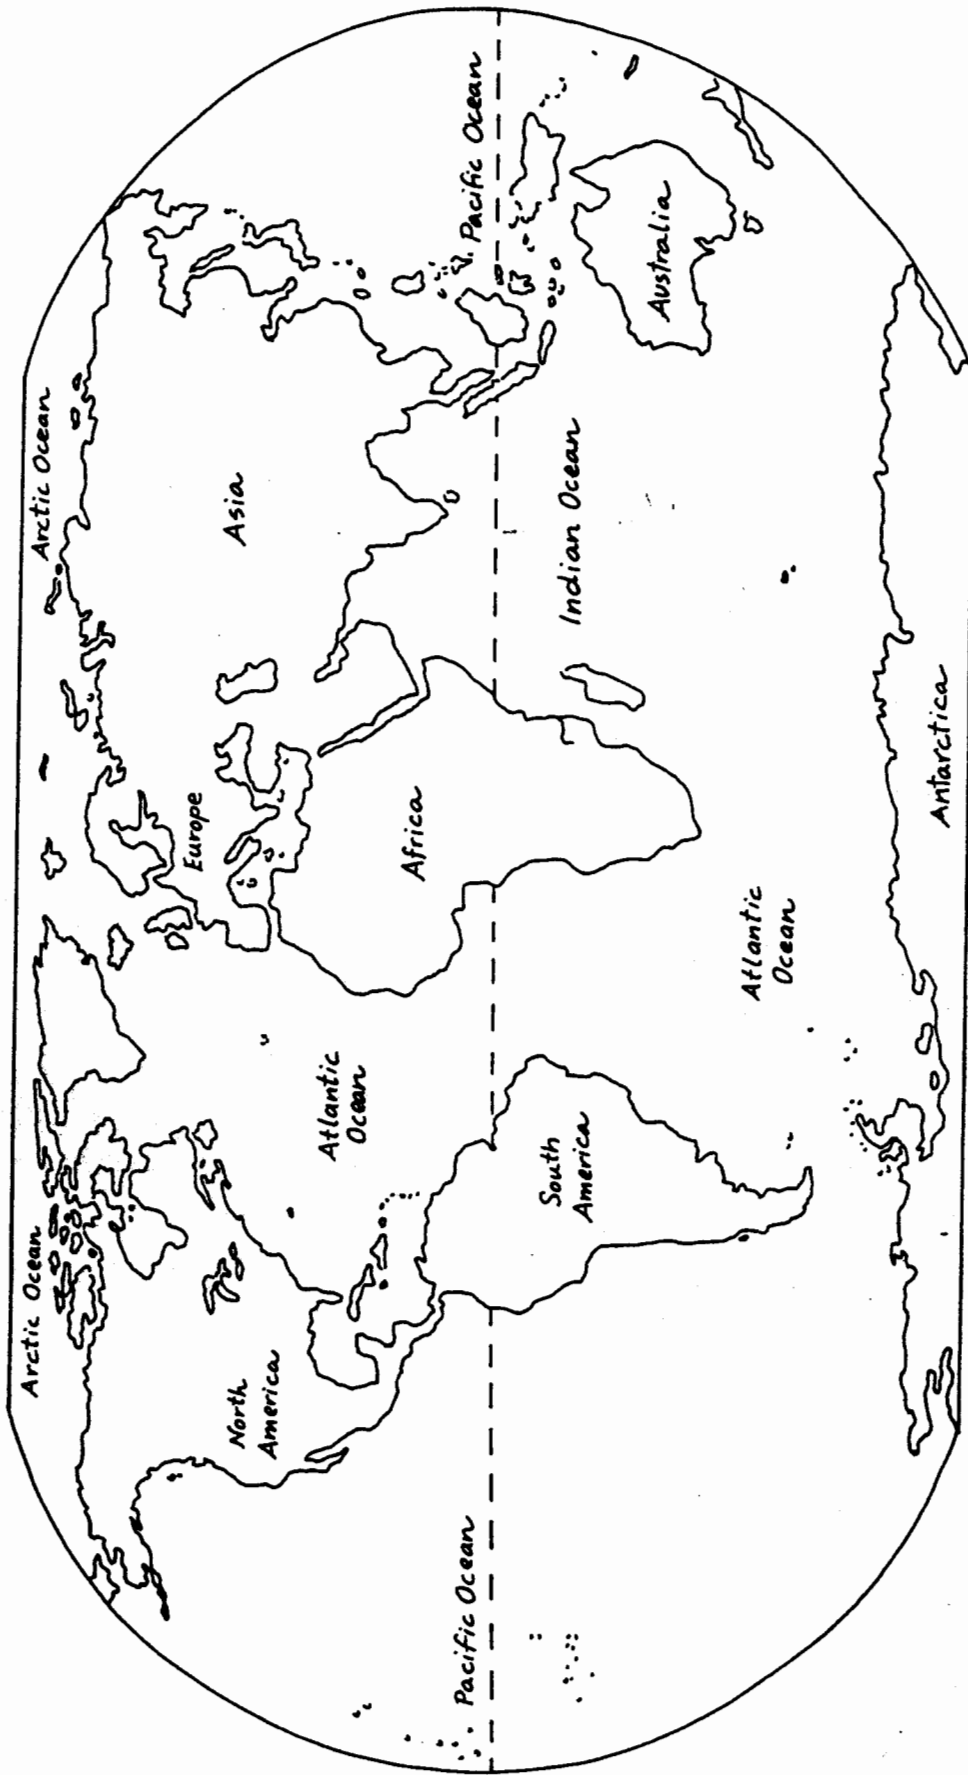 Arctic Ocean
Arctic Ocean
North
America
Europe
Asia
Atlantic
Ocean
Africa
Pacific Ocean
Pacific Ocean
South
America
Indian Ocean
Australia
Atlantic
Ocean
Antarctica